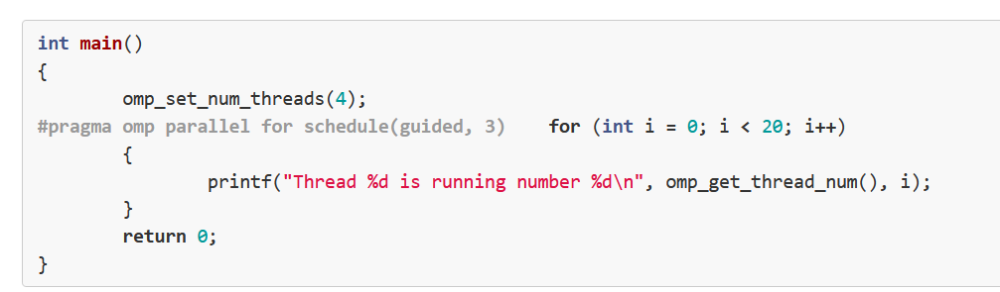 int main()
{
        omp_set_num_threads(4);
#pragma omp parallel for schedule(guided, 3)    for (int i = 0; i < 20; i++)
        {
                printf("Thread %d is running number %d\n", omp_get_thread_num(), i);
        }
        return 0;
}